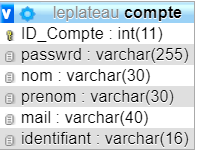 v leplateau compte
ID_Compte : int(11)
passwrd : varchar(255)
nom : varchar(30)
prenom : varchar(30)
mail : varchar(40)
identifiant : varchar(16)